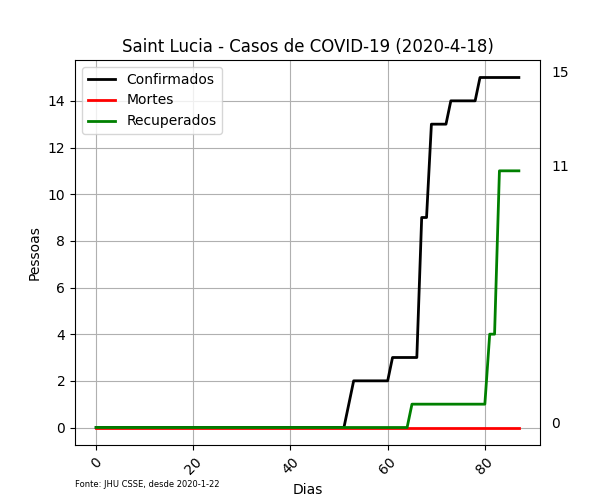 Saint Lucia - Casos de COVID-19 (2020-4-18)
Confirmados
Mortes
Recuperados
15
11
0
14
12
10
8
6
4
2
0
Pessoas
0
20
40
60
80
Dias
Fonte: JHU CSSE, desde 2020-1-22